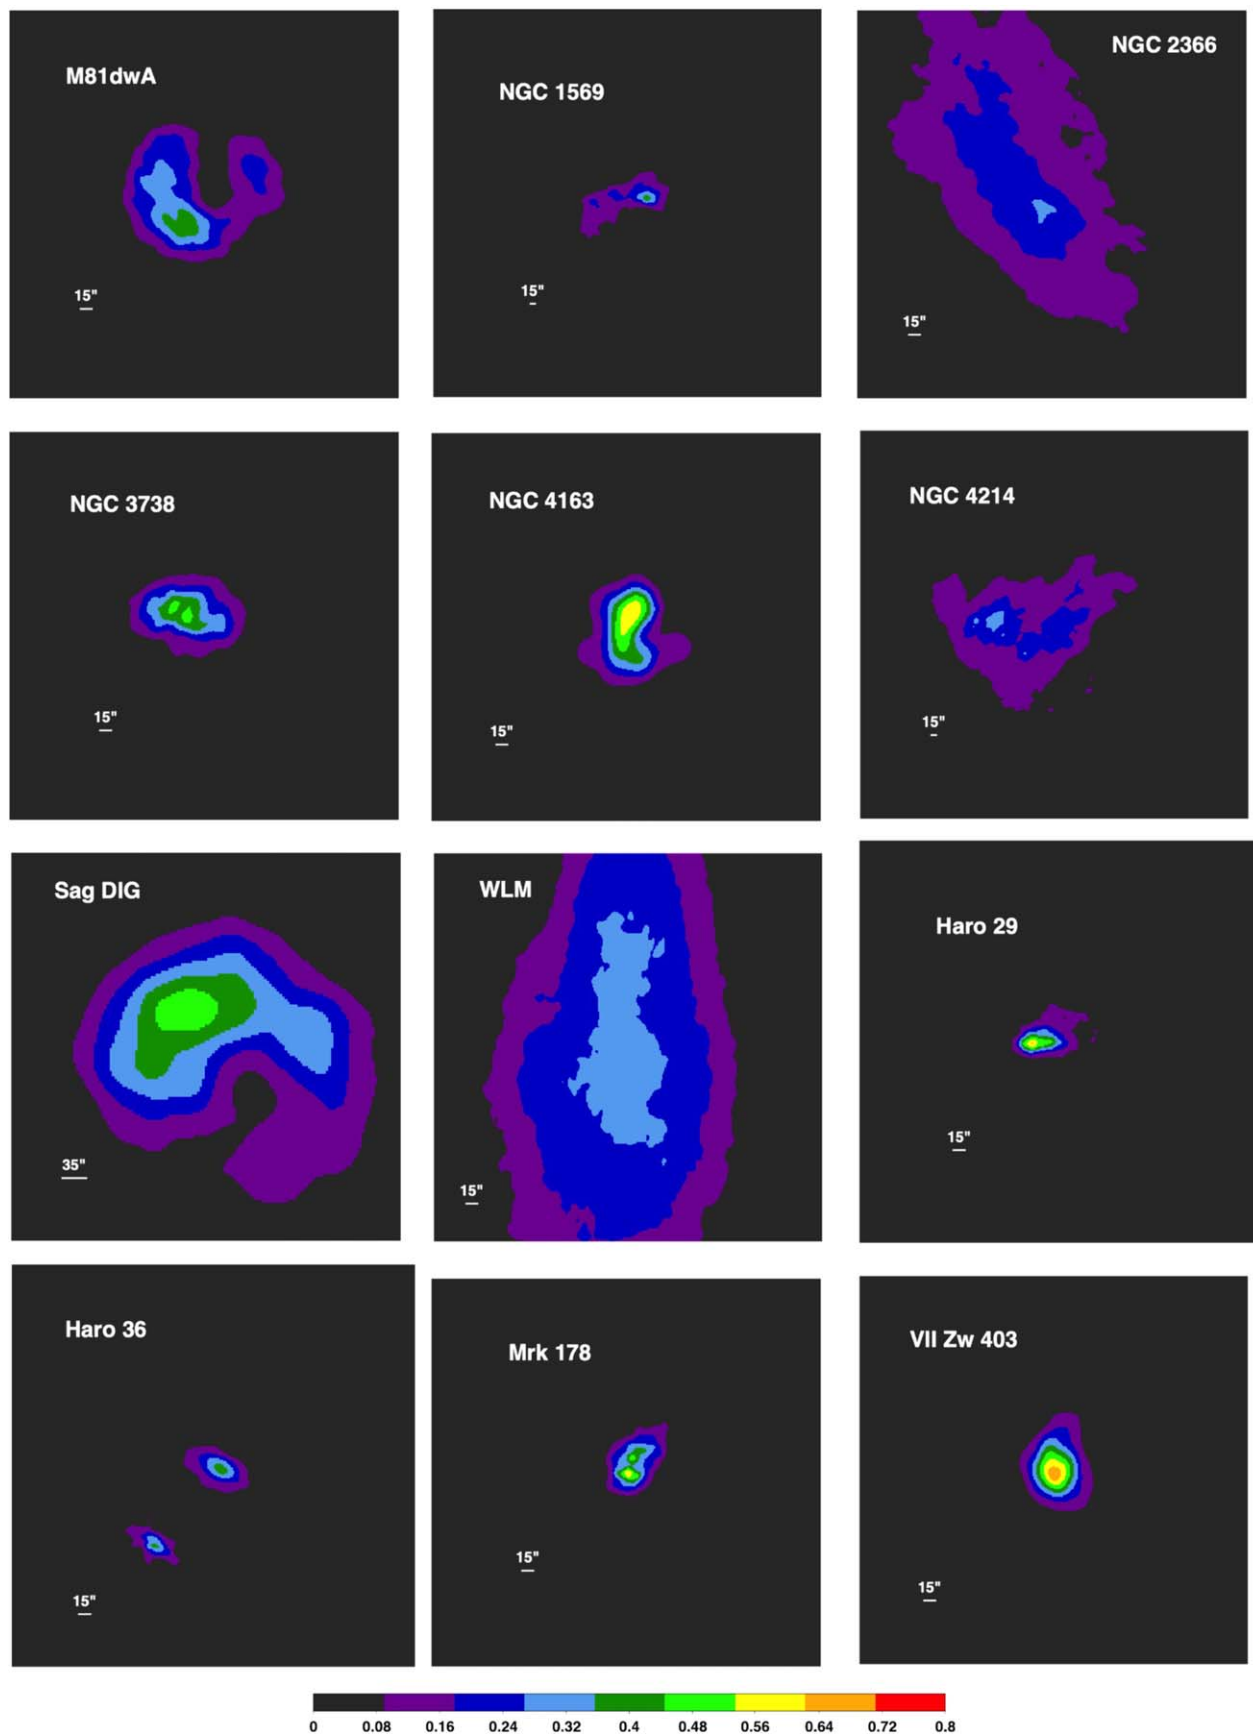 M81dwA
15"
NGC 1569
15"
NGC 2366
15"
NGC 3738
15"
NGC 4163
15"
NGC 4214
15"
Sag DIG
35"
WLM
15"
Haro 29
15"
Haro 36
15"
Mrk 178
15"
VII Zw 403
15"
0 0.08 0.16 0.24 0.32 0.4 0.48 0.56 0.64 0.72 0.8